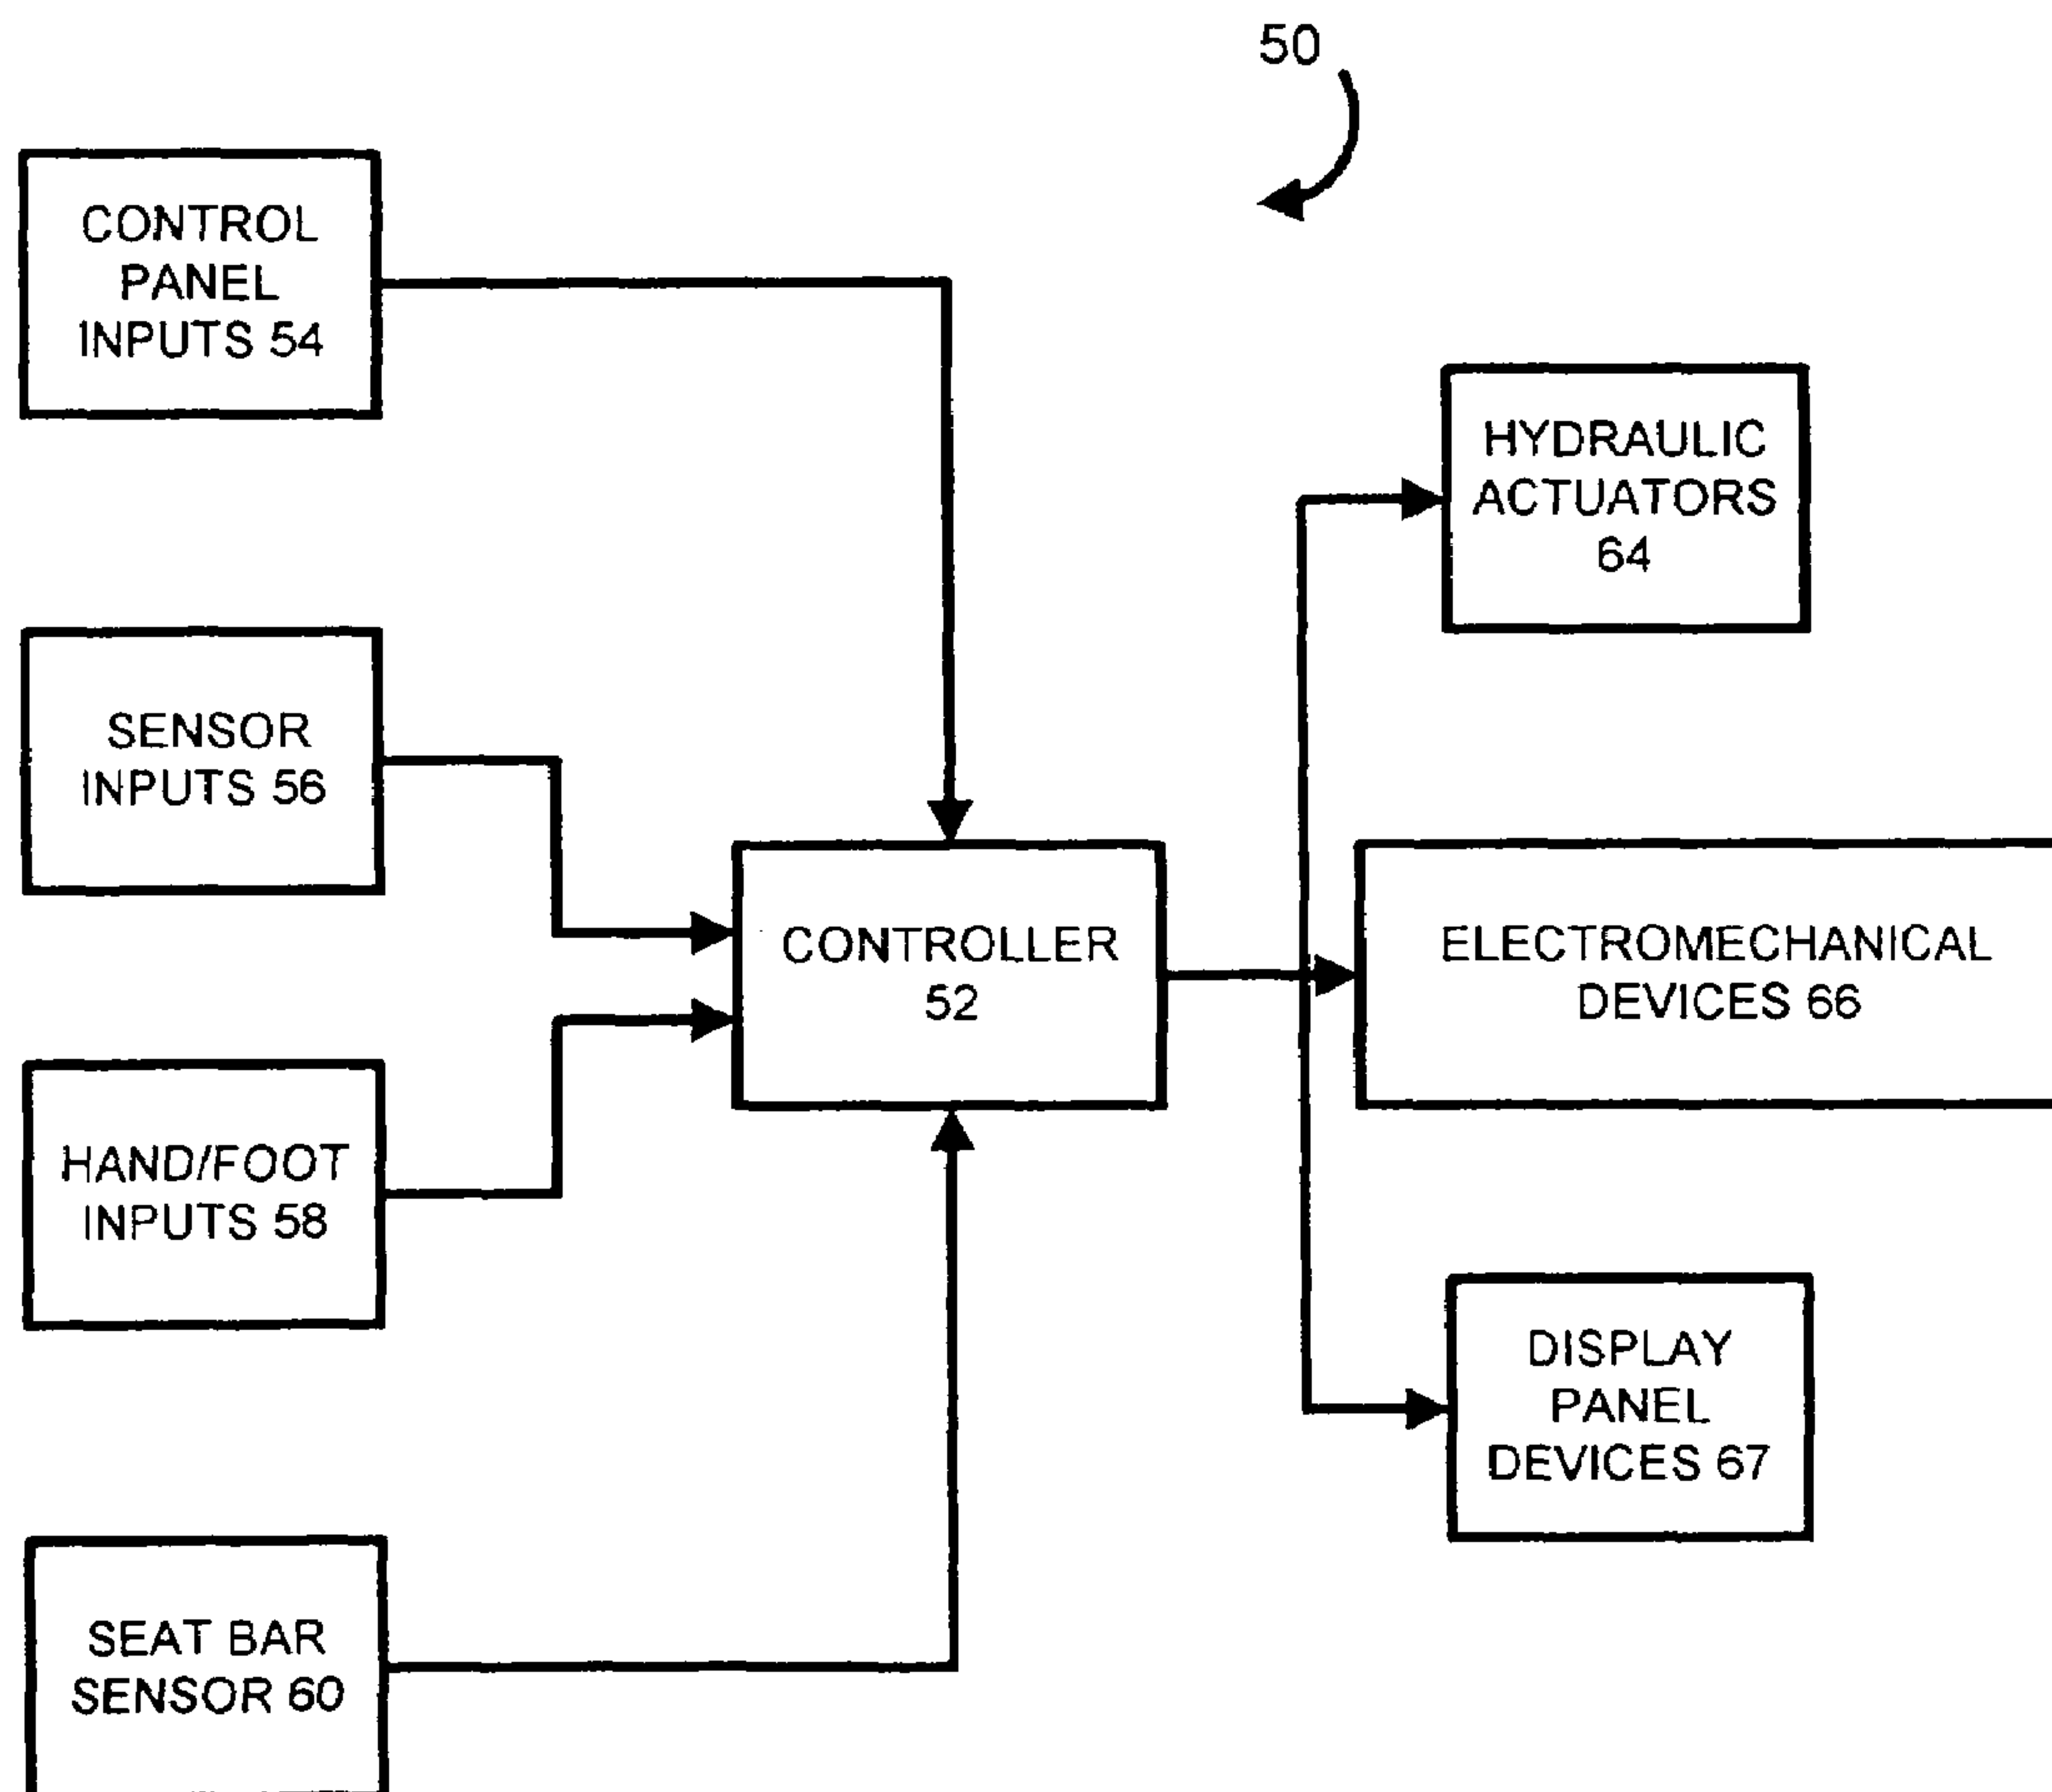 50
CONTROL
PANEL
INPUTS 54
HYDRAULIC
ACTUATORS
64
SENSOR
INPUTS 56
CONTROLLER
52
ELECTROMECHANICAL
DEVICES 66
HAND/FOOT
INPUTS 58
DISPLAY
PANEL
DEVICES 67
SEAT BAR
SENSOR 60